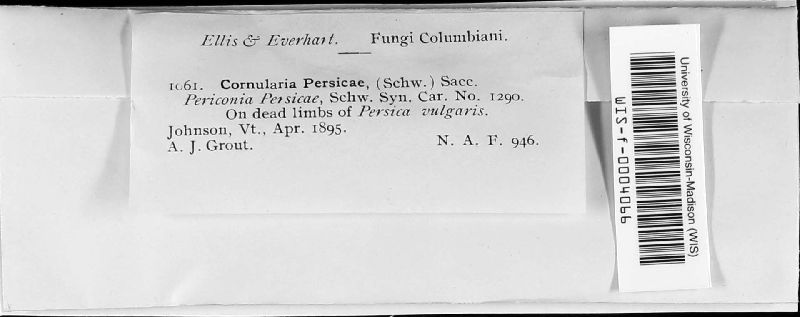 Ellis & Everhart. Fungi Columbiani.
1061. Cornularia Persicae, (Schw.) Sacc.
Periconia Persicae, Schw. Syn. Car. No. 1290.
On dead limbs of Persica vulgaris.
Johnson, Vt., Apr. 1895.
A. J. Grout. N. A. F. 946.
University of Wisconsin-Madison (WIS)
WIS-f-0004066